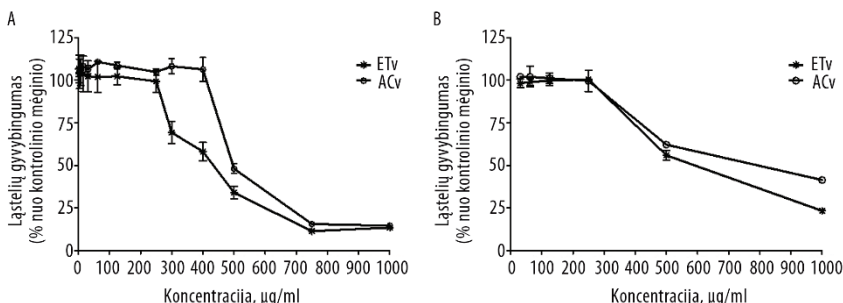 A
Ląstelių gyvybingumas
(% nuo kontrolinio mėginio)
125
100
75
50
25
0
0 100 200 300 400 500 600 700 800 900 1000
Koncentracija, µg/ml
ETv
ACv
B
Ląstelių gyvybingumas
(% nuo kontrolinio mėginio)
125
100
75
50
25
0
0 100 200 300 400 500 600 700 800 900 1000
Koncentracija, µg/ml
ETv
ACv